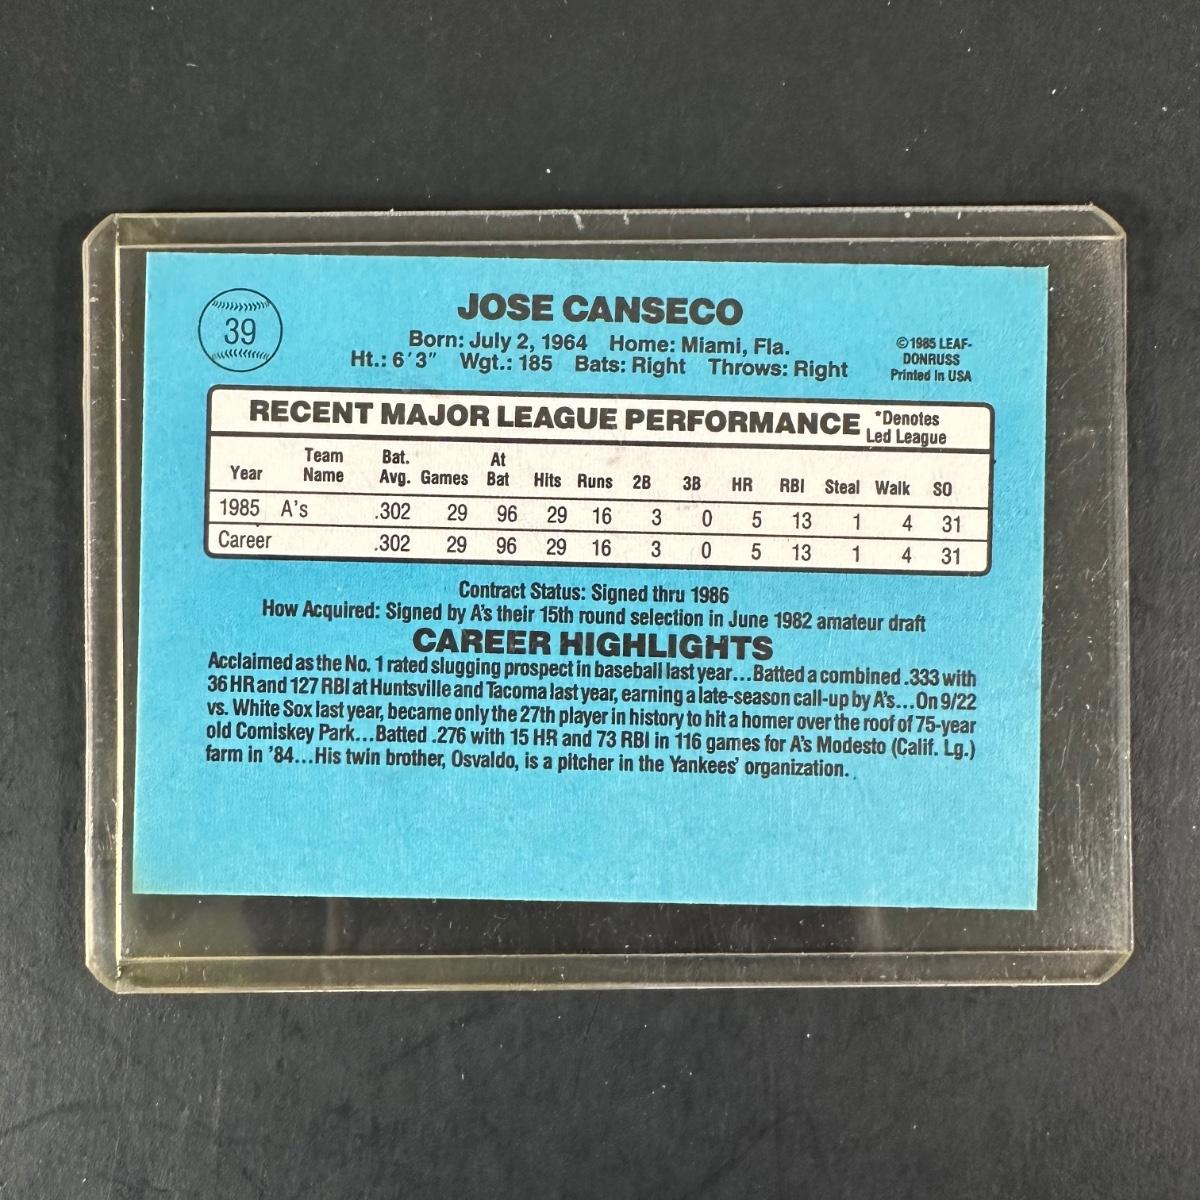 39
JOSE CANSECO
Born: July 2, 1964 Home: Miami, Fla.
Ht.: 6'3" Wgt.: 185 Bats: Right Throws: Right
©1985 LEAF-
DONRUSS
Printed In USA
RECENT MAJOR LEAGUE PERFORMANCE
*Denotes
Led League
Year Team Name Bat. Avg. Games At Bat Hits Runs 2B 3B HR RBI Steal Walk SO
1985 A's .302 29 96 29 16 3 0 5 13 1 4 31
Career .302 29 96 29 16 3 0 5 13 1 4 31
Contract Status: Signed thru 1986
How Acquired: Signed by A's their 15th round selection in June 1982 amateur draft
CAREER HIGHLIGHTS
Acclaimed as the No. 1 rated slugging prospect in baseball last year...Batted a combined .333 with
36 HR and 127 RBI at Huntsville and Tacoma last year, earning a late-season call-up by A's...On 9/22
vs. White Sox last year, became only the 27th player in history to hit a homer over the roof of 75-year
old Comiskey Park...Batted .276 with 15 HR and 73 RBI in 116 games for A's Modesto (Calif. Lg.)
farm in '84...His twin brother, Osvaldo, is a pitcher in the Yankees' organization.